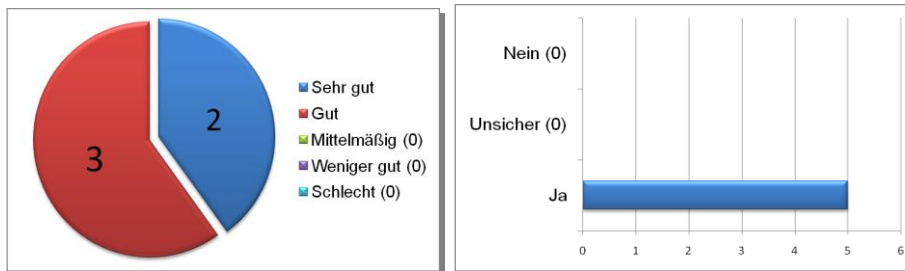 3
2
Sehr gut
Gut
Mittelmäßig (0)
Weniger gut (0)
Schlecht (0)
Nein (0)
Unsicher (0)
Ja
0 1 2 3 4 5 6